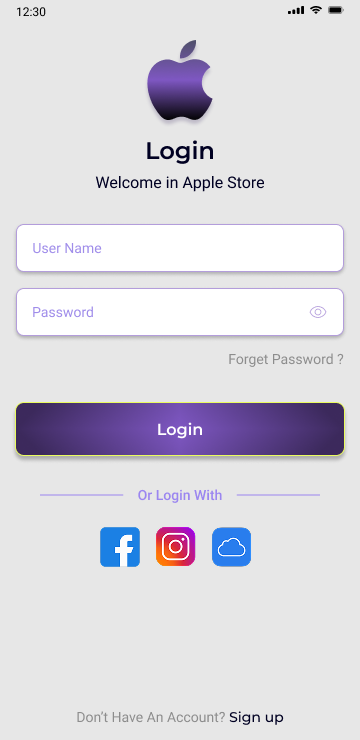 12:30
Login
Welcome in Apple Store
User Name
Password
Forget Password ?
Login
Or Login With
Don't Have An Account? Sign up